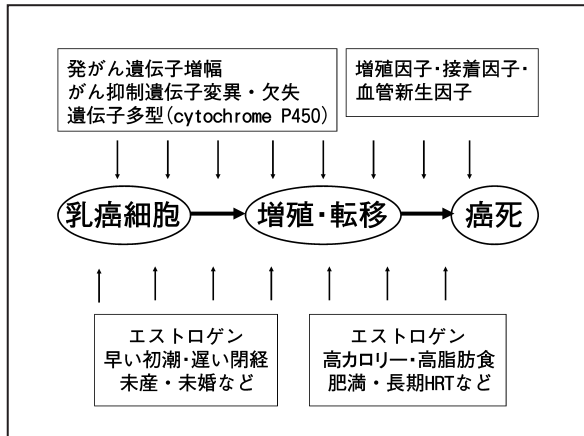 発がん遺伝子増幅
がん抑制遺伝子変異・欠失
遺伝子多型(cytochrome P450)
増殖因子・接着因子・
血管新生因子
乳癌細胞
増殖・転移
癌死
エストロゲン
早い初潮・遅い閉経
未産・未婚など
エストロゲン
高カロリー・高脂肪食
肥満・長期HRTなど